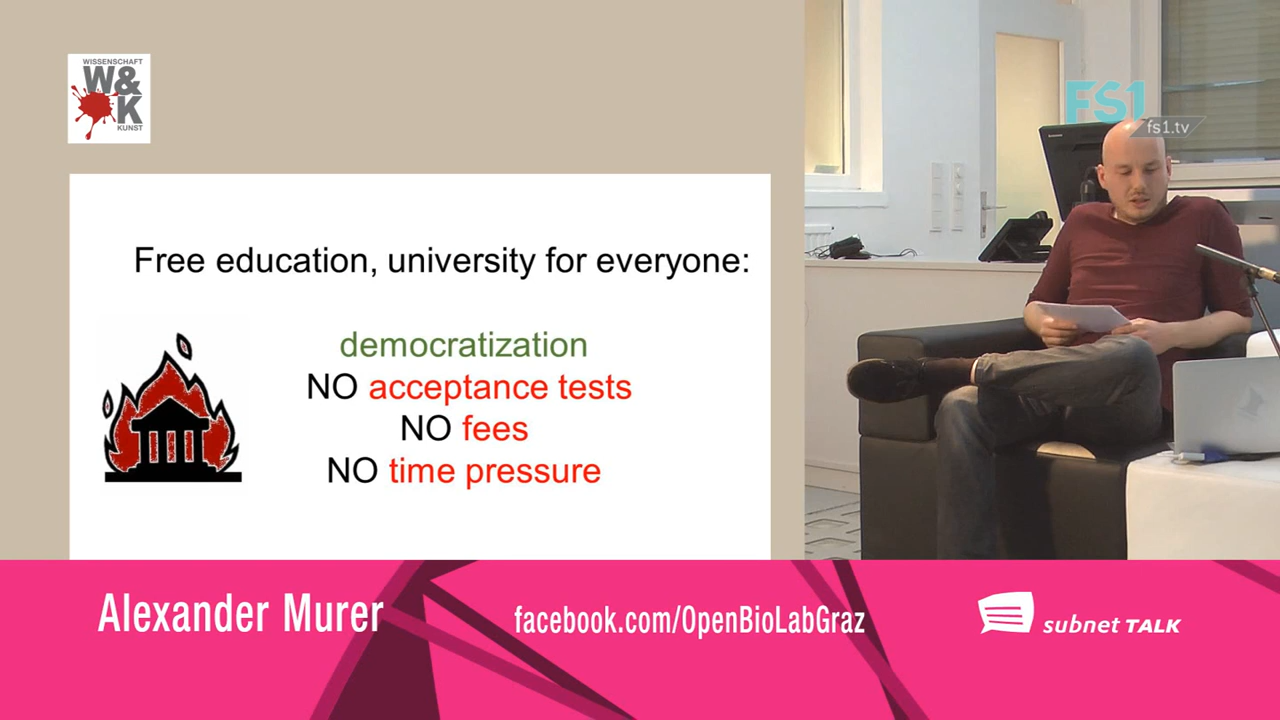 WISSENSCHAFT
W&
K
KUNST
FS1
fs1.tv
Free education, university for everyone:
democratization
NO acceptance tests
NO fees
NO time pressure
Alexander Murer
facebook.com/OpenBioLabGraz
subnet TALK